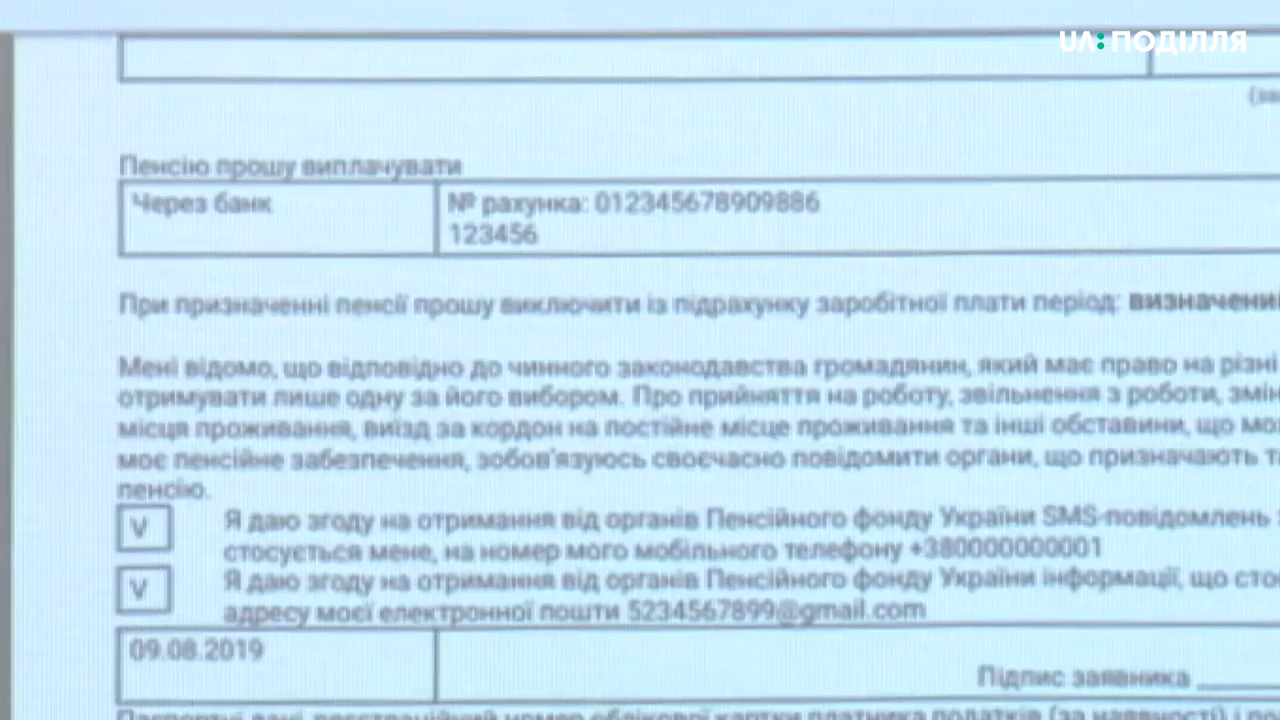 UA: ПОДІЛЛЯ
Пенсію прошу виплачувати
Через банк
№ рахунка: 012345678909886
123456
При призначенні пенсії прошу виключити із підрахунку заробітної плати період:
Мені відомо, що відповідно до чинного законодавства громадянин, який має право на різні
отримувати лише одну за його вибором. Про прийняття на роботу, звільнення з роботи,
місця проживання, виїзд за кордон на постійне місце проживання та інші обставини, що
моє пенсійне забезпечення, зобов'язуюсь своєчасно повідомити органи, що призначають
пенсію.
V
Я даю згоду на отримання від органів Пенсійного фонду України SMS-повідомлень
стосується мене, на номер мого мобільного телефону +380000000001
V
Я даю згоду на отримання від органів Пенсійного фонду України інформації, що
адресу моєї електронної пошти 5234567899@gmail.com
09.08.2019
Підпис заявника